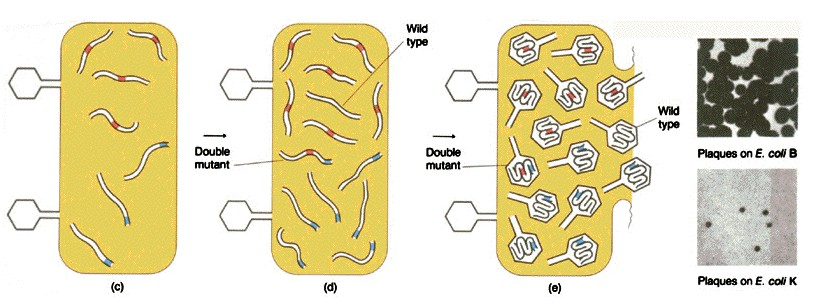 Wild
type
Double
mutant
Wild
type
Double
mutant
Plaques on E. coli B
Plaques on E. coli K
(c)
(d)
(e)